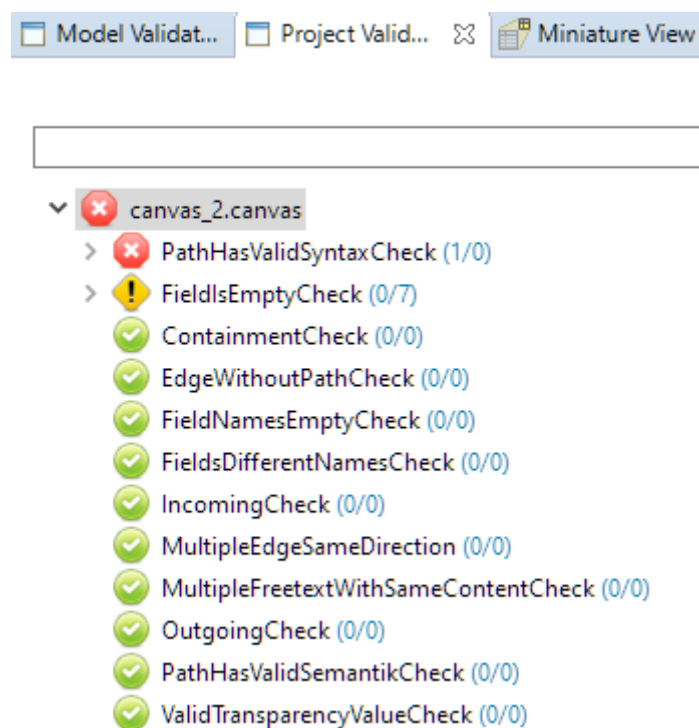 Model Validat... Project Valid... Miniature View
canvas_2.canvas
PathHasValidSyntaxCheck (1/0)
FieldIsEmptyCheck (0/7)
ContainmentCheck (0/0)
EdgeWithoutPathCheck (0/0)
FieldNamesEmptyCheck (0/0)
FieldsDifferentNamesCheck (0/0)
IncomingCheck (0/0)
MultipleEdgeSameDirection (0/0)
MultipleFreetextWithSameContentCheck (0/0)
OutgoingCheck (0/0)
PathHasValidSemantikCheck (0/0)
ValidTransparencyValueCheck (0/0)